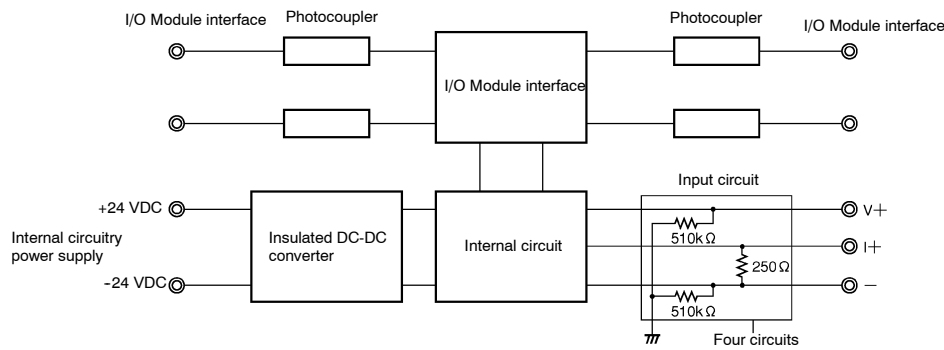 I/O Module interface
Photocoupler
Photocoupler
I/O Module interface
I/O Module interface
Input circuit
+24 VDC
Insulated DC-DC
converter
Internal circuit
510kΩ
V+
Internal circuitry
power supply
I+
250Ω
−24 VDC
510kΩ
−
Four circuits